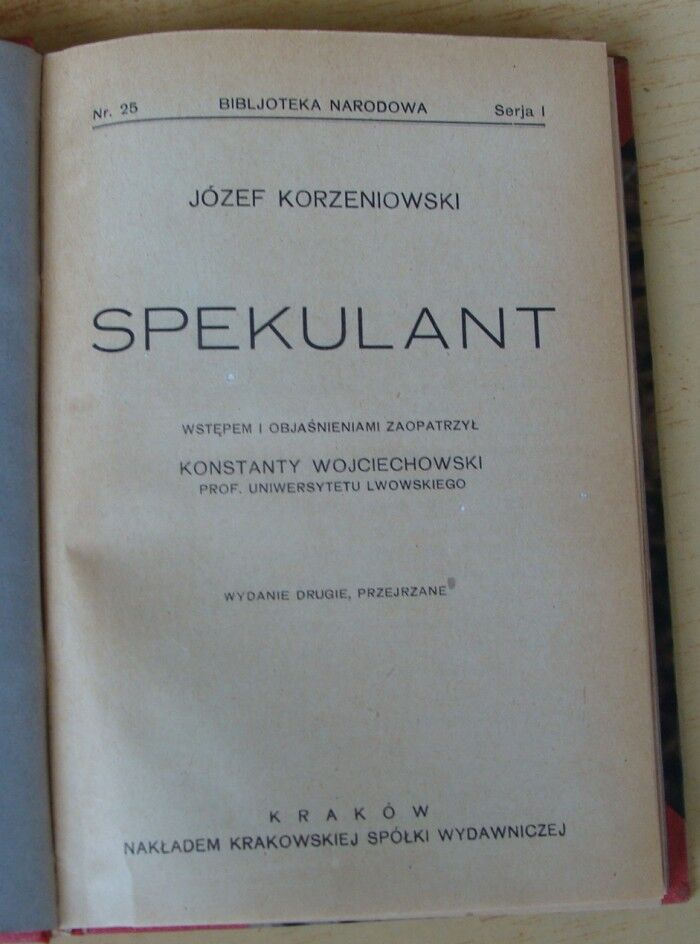 Nr. 25 BIBLJOTEKA NARODOWA Serja I
JÓZEF KORZENIOWSKI
SPEKULANT
WSTĘPEM I OBJAŚNIENIAMI ZAOPATRZYŁ
KONSTANTY WOJCIECHOWSKI
PROF. UNIWERSYTETU LWOWSKIEGO
WYDANIE DRUGIE, PRZEJRZANE
KRAKÓW
NAKŁADEM KRAKOWSKIEJ SPÓŁKI WYDAWNICZEJ